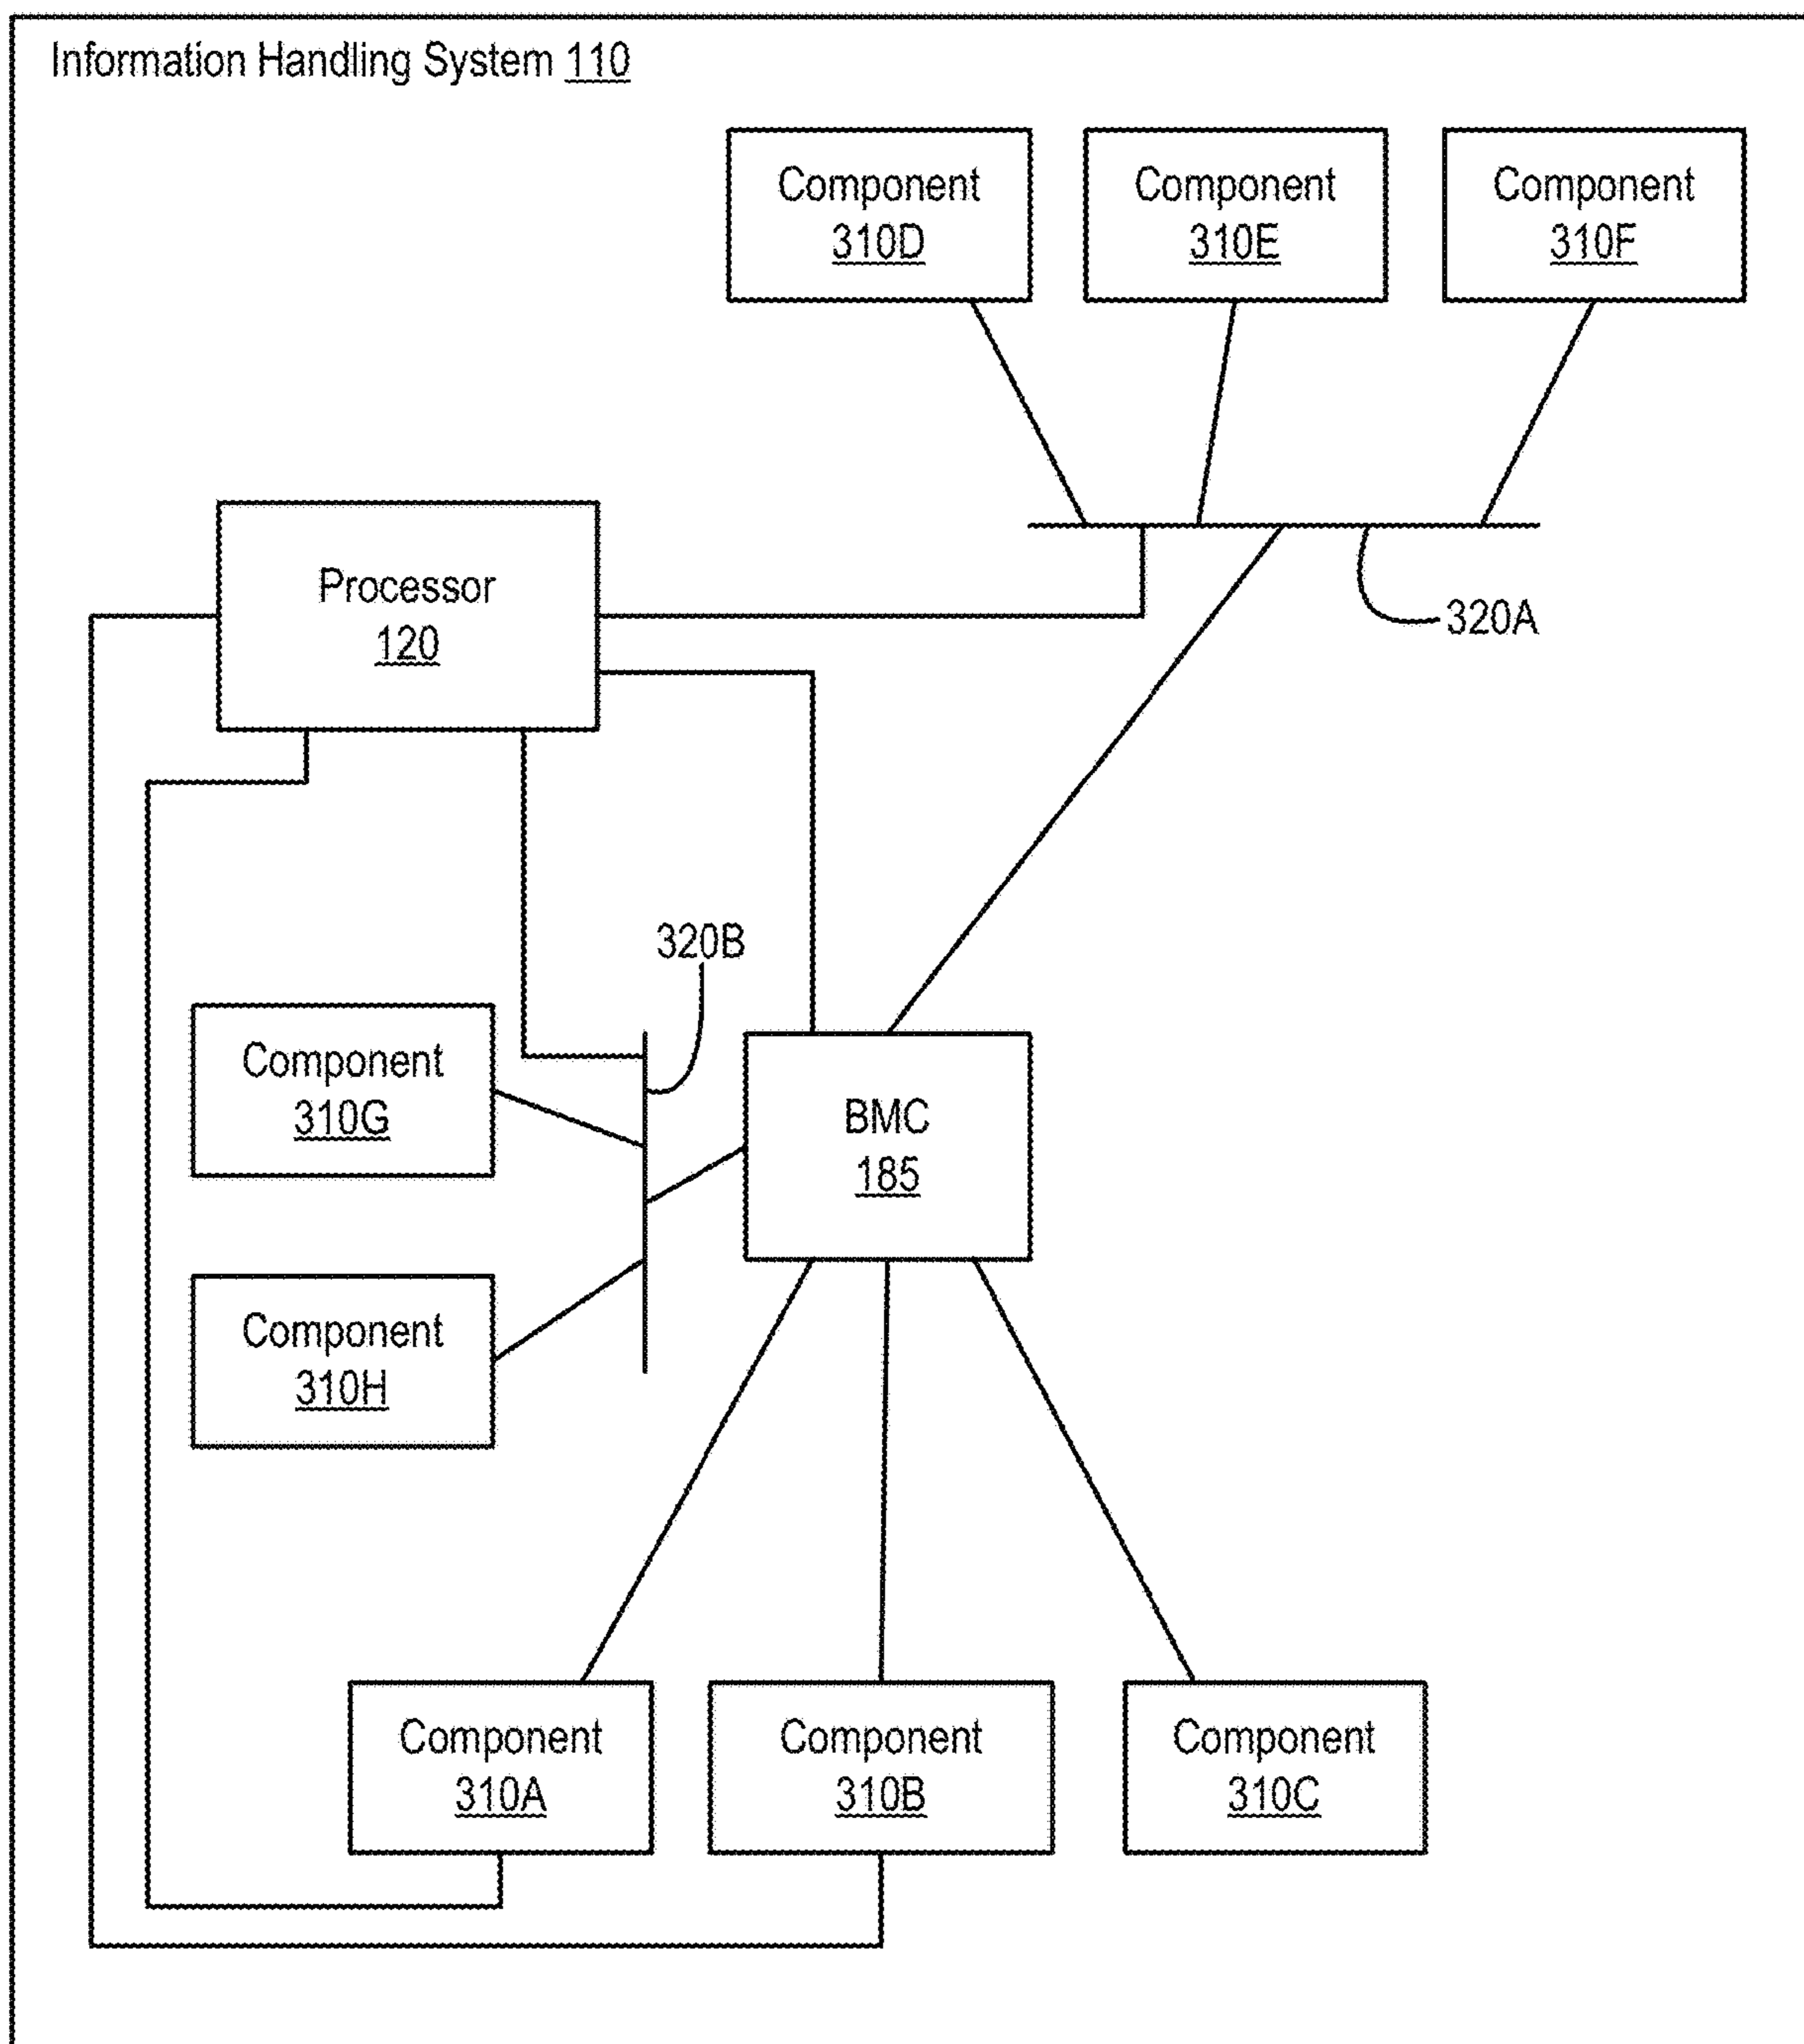 Information Handling System 110
Component
310D
Component
310E
Component
310F
Processor
120
320A
320B
Component
310G
BMC
185
Component
310H
Component
310A
Component
310B
Component
310C